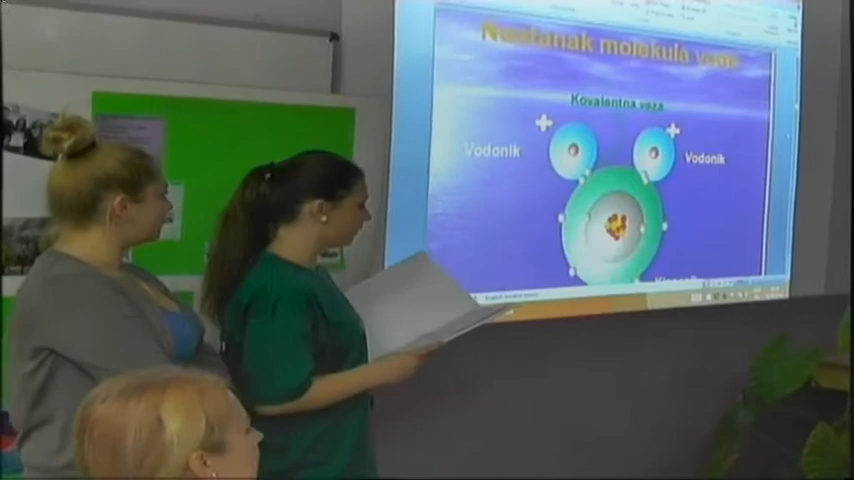 Nastanak molekula vode
Kovalentna veza
Vodonik
Vodonik